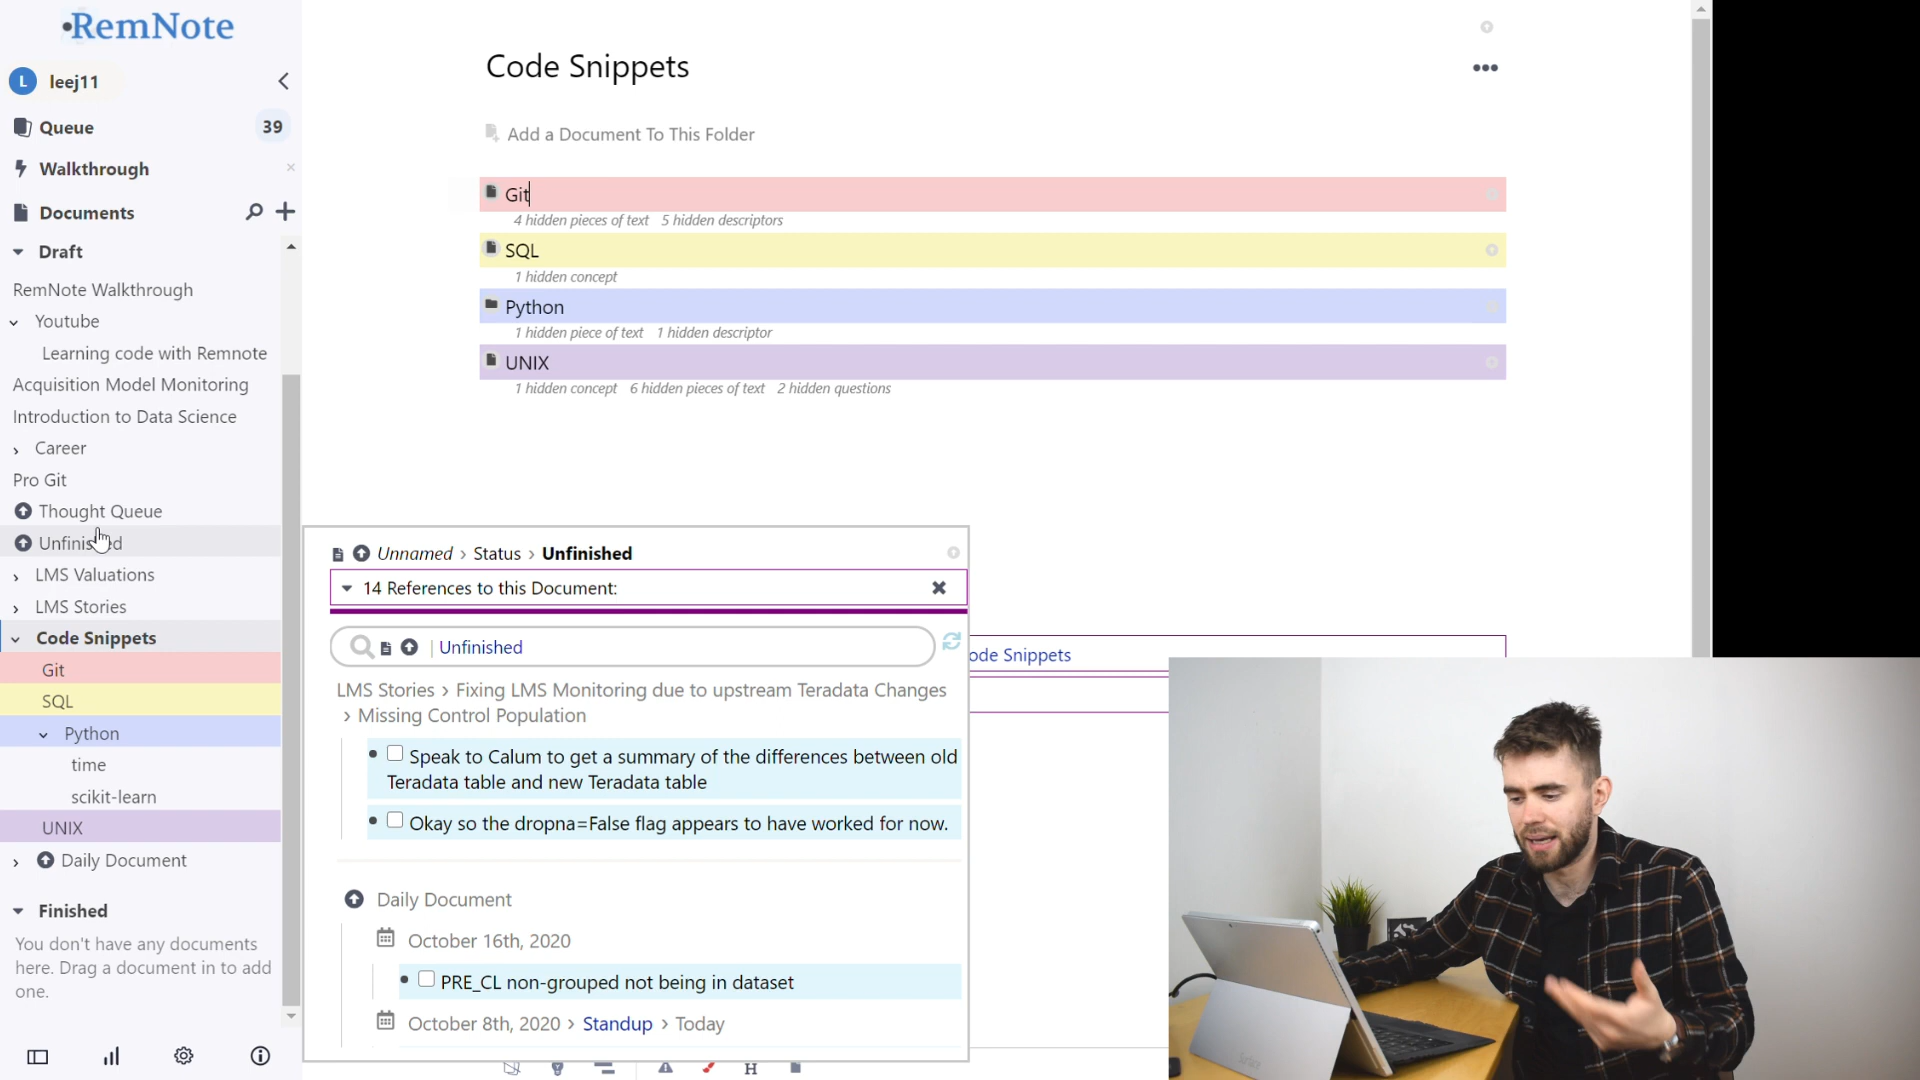 RemNote
L leej11
Queue 39
Walkthrough
Documents
Draft
RemNote Walkthrough
Youtube
Learning code with Remnote
Acquisition Model Monitoring
Introduction to Data Science
Career
Pro Git
Thought Queue
LMS Valuations
LMS Stories
Code Snippets
Git
SQL
Python
time
scikit-learn
UNIX
Daily Document
Finished
You don't have any documents
here. Drag a document in to add
one.
Code Snippets
Add a Document To This Folder
Git
4 hidden pieces of text 5 hidden descriptors
SQL
1 hidden concept
Python
1 hidden piece of text 1 hidden descriptor
UNIX
1 hidden concept 6 hidden pieces of text 2 hidden questions
Unnamed > Status > Unfinished
14 References to this Document:
Unfinished
LMS Stories > Fixing LMS Monitoring due to upstream Teradata Changes
> Missing Control Population
Speak to Calum to get a summary of the differences between old
Teradata table and new Teradata table
Okay so the dropna=False flag appears to have worked for now.
Daily Document
October 16th, 2020
PRE_CL non-grouped not being in dataset
October 8th, 2020 > Standup > Today
ode Snippets
H